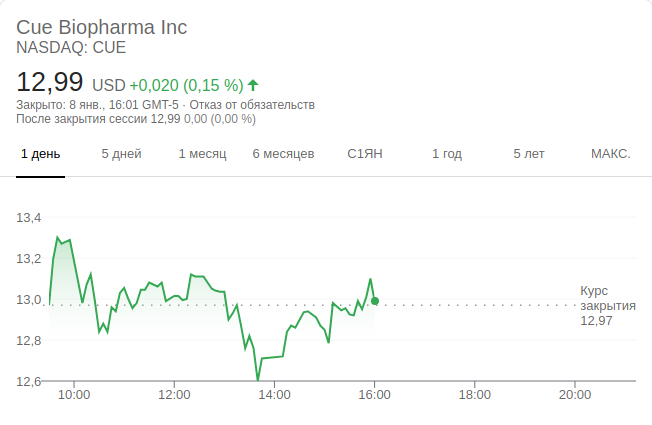 Cue Biopharma Inc
NASDAQ: CUE
12,99 USD +0,020 (0,15 %)
Закрыто: 8 янв., 16:01 GMT-5 · Отказ от обязательств
После закрытия сессии 12,99 0,00 (0,00 %)
1 день 5 дней 1 месяц 6 месяцев С1ЯН 1 год 5 лет МАКС.
13,4
13,2
13,0
12,8
12,6
Курс
закрытия
12,97
10:00 12:00 14:00 16:00 18:00 20:00